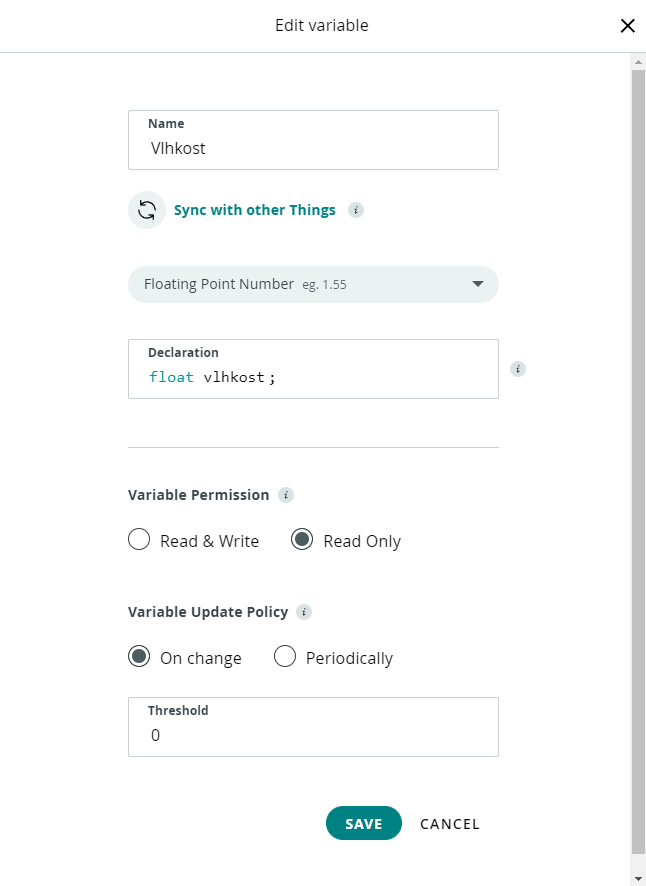 Edit variable
Name
Vlhkost
Sync with other Things i
Floating Point Number eg. 1.55
Declaration
float vlhkost;
i
Variable Permission i
Read & Write Read Only
Variable Update Policy i
On change Periodically
Threshold
0
SAVE CANCEL